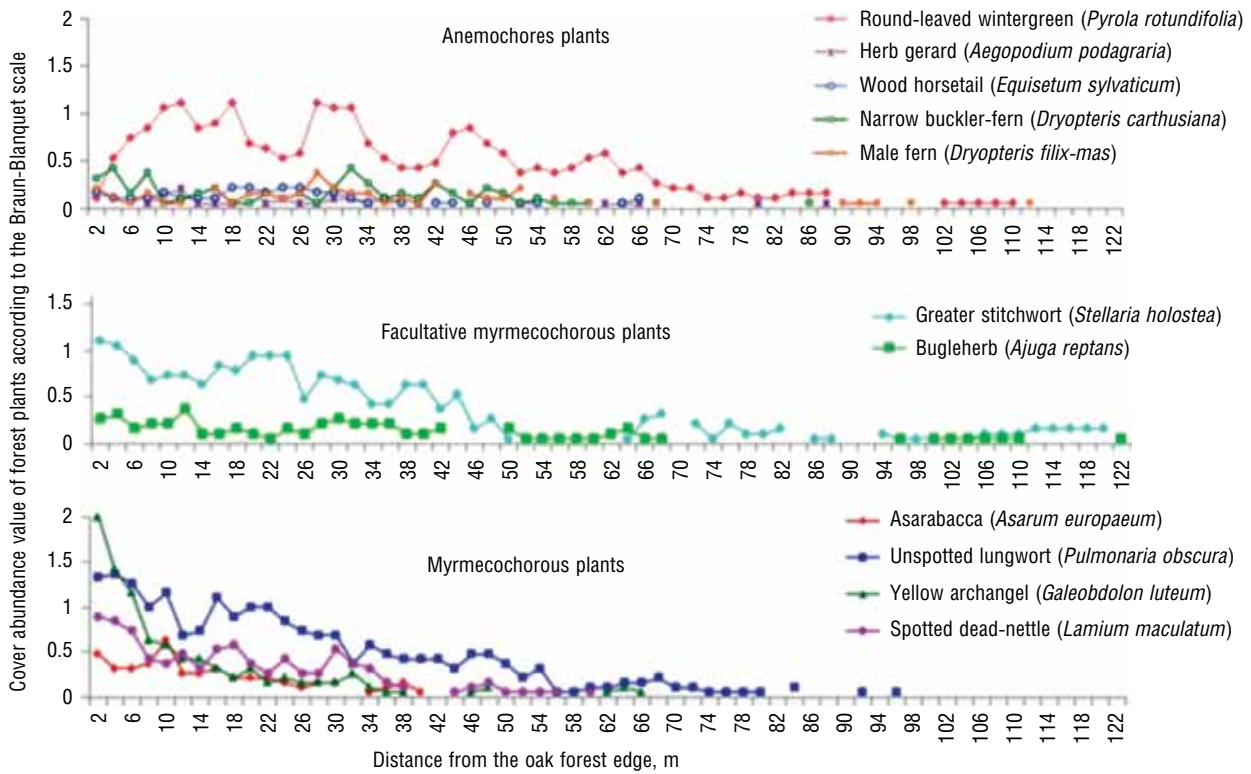 Cover abundance value of forest plants according to the Braun-Blanquet scale
Anemochores plants
2
1.5
1
0.5
0
Round-leaved wintergreen (Pyrola rotundifolia)
Herb gerard (Aegopodium podagraria)
Wood horsetail (Equisetum sylvaticum)
Narrow buckler-fern (Dryopteris carthusiana)
Male fern (Dryopteris filix-mas)
2 6 10 14 18 22 26 30 34 38 42 46 50 54 58 62 66 70 74 78 82 86 90 94 98 102 106 110 114 118 122
Facultative myrmecochorous plants
1.5
1
0.5
0
Greater stitchwort (Stellaria holostea)
Bugleherb (Ajuga reptans)
2 6 10 14 18 22 26 30 34 38 42 46 50 54 58 62 66 70 74 78 82 86 90 94 98 102 106 110 114 118 122
Myrmecochorous plants
2
1.5
1
0.5
0
Asarabacca (Asarum europaeum)
Unspotted lungwort (Pulmonaria obscura)
Yellow archangel (Galeobdolon luteum)
Spotted dead-nettle (Lamium maculatum)
2 6 10 14 18 22 26 30 34 38 42 46 50 54 58 62 66 70 74 78 82 86 90 94 98 102 106 110 114 118 122
Distance from the oak forest edge, m